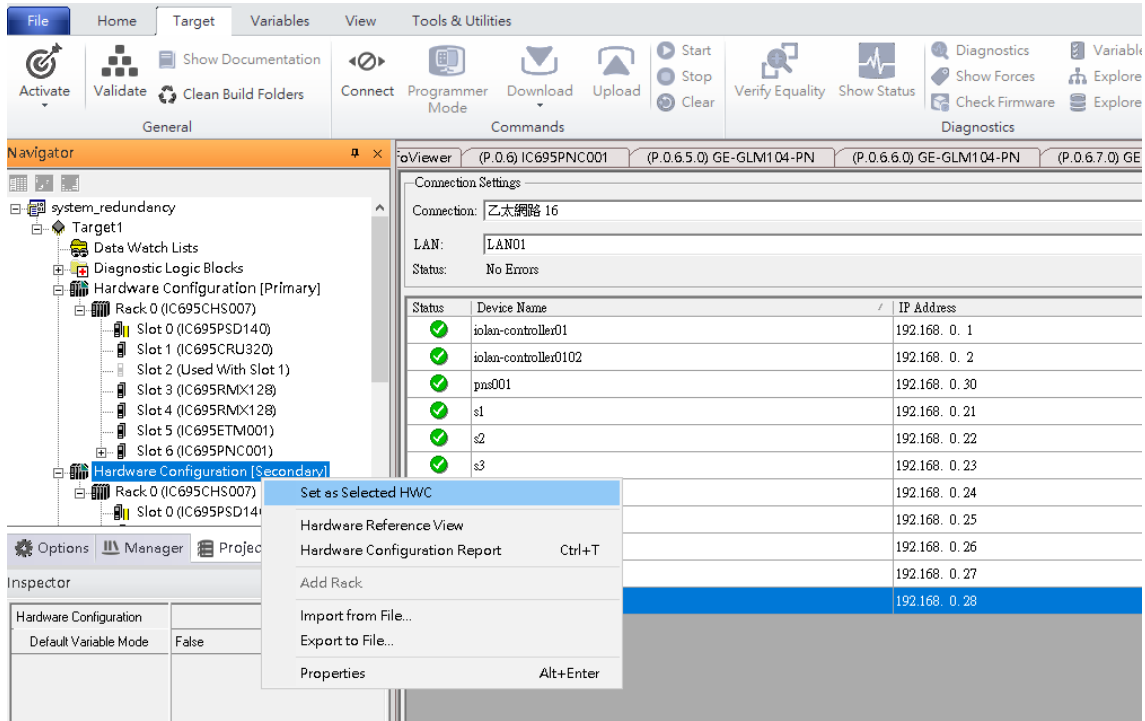 File Home Target Variables View Tools & Utilities
Activate Validate Show Documentation Clean Build Folders
General
Connect Programmer Mode Download Upload Start Stop Clear
Commands
Verify Equality Show Status Diagnostics Show Forces Check Firmware Variable Explore Explore
Diagnostics
Navigator
system_redundancy
Target1
Data Watch Lists
Diagnostic Logic Blocks
Hardware Configuration [Primary]
Rack 0 (IC695CHS007)
Slot 0 (IC695PSD140)
Slot 1 (IC695CRU320)
Slot 2 (Used With Slot 1)
Slot 3 (IC695RMX128)
Slot 4 (IC695RMX128)
Slot 5 (IC695ETM001)
Slot 6 (IC695PNC001)
Hardware Configuration [Secondary]
Rack 0 (IC695CHS007)
Slot 0 (IC695PSD14
Options Manager Projec
Inspector
Hardware Configuration
Default Variable Mode False
Set as Selected HWC
Hardware Reference View
Hardware Configuration Report Ctrl+T
Add Rack
Import from File...
Export to File...
Properties Alt+Enter
oViewer (P.0.6) IC695PNC001 (P.0.6.5.0) GE-GLM104-PN (P.0.6.6.0) GE-GLM104-PN (P.0.6.7.0) GE
Connection Settings
Connection: 乙太網路 16
LAN: LAN01
Status: No Errors
Status Device Name / IP Address
iolan-controller01 192.168. 0. 1
iolan-controller0102 192.168. 0. 2
pns001 192.168. 0. 30
s1 192.168. 0. 21
s2 192.168. 0. 22
s3 192.168. 0. 23
192.168. 0. 24
192.168. 0. 25
192.168. 0. 26
192.168. 0. 27
192.168. 0. 28